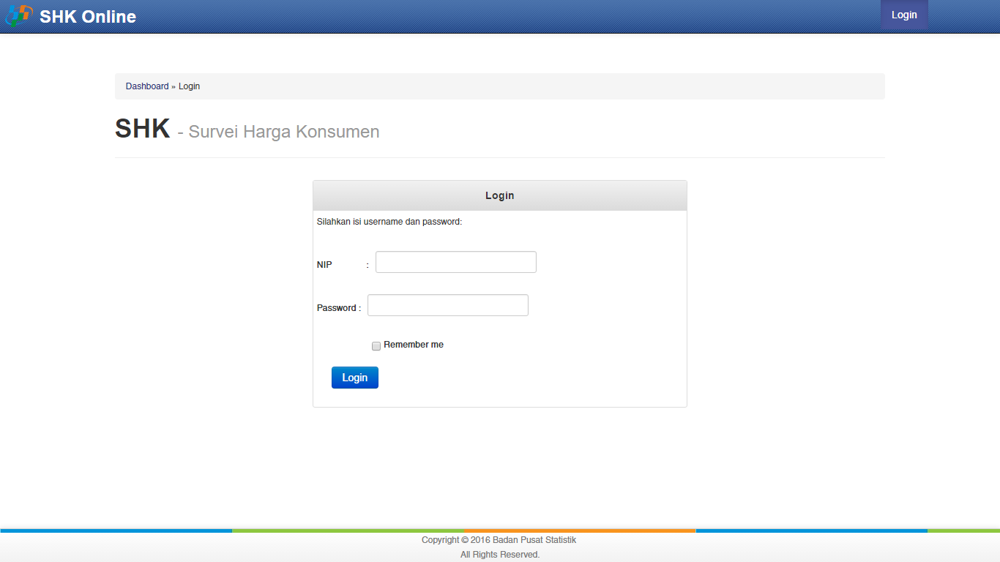 SHK Online
Login
Dashboard » Login
SHK - Survei Harga Konsumen
Login
Silahkan isi username dan password:
NIP :
Password :
Remember me
Login
Copyright © 2016 Badan Pusat Statistik
All Rights Reserved.